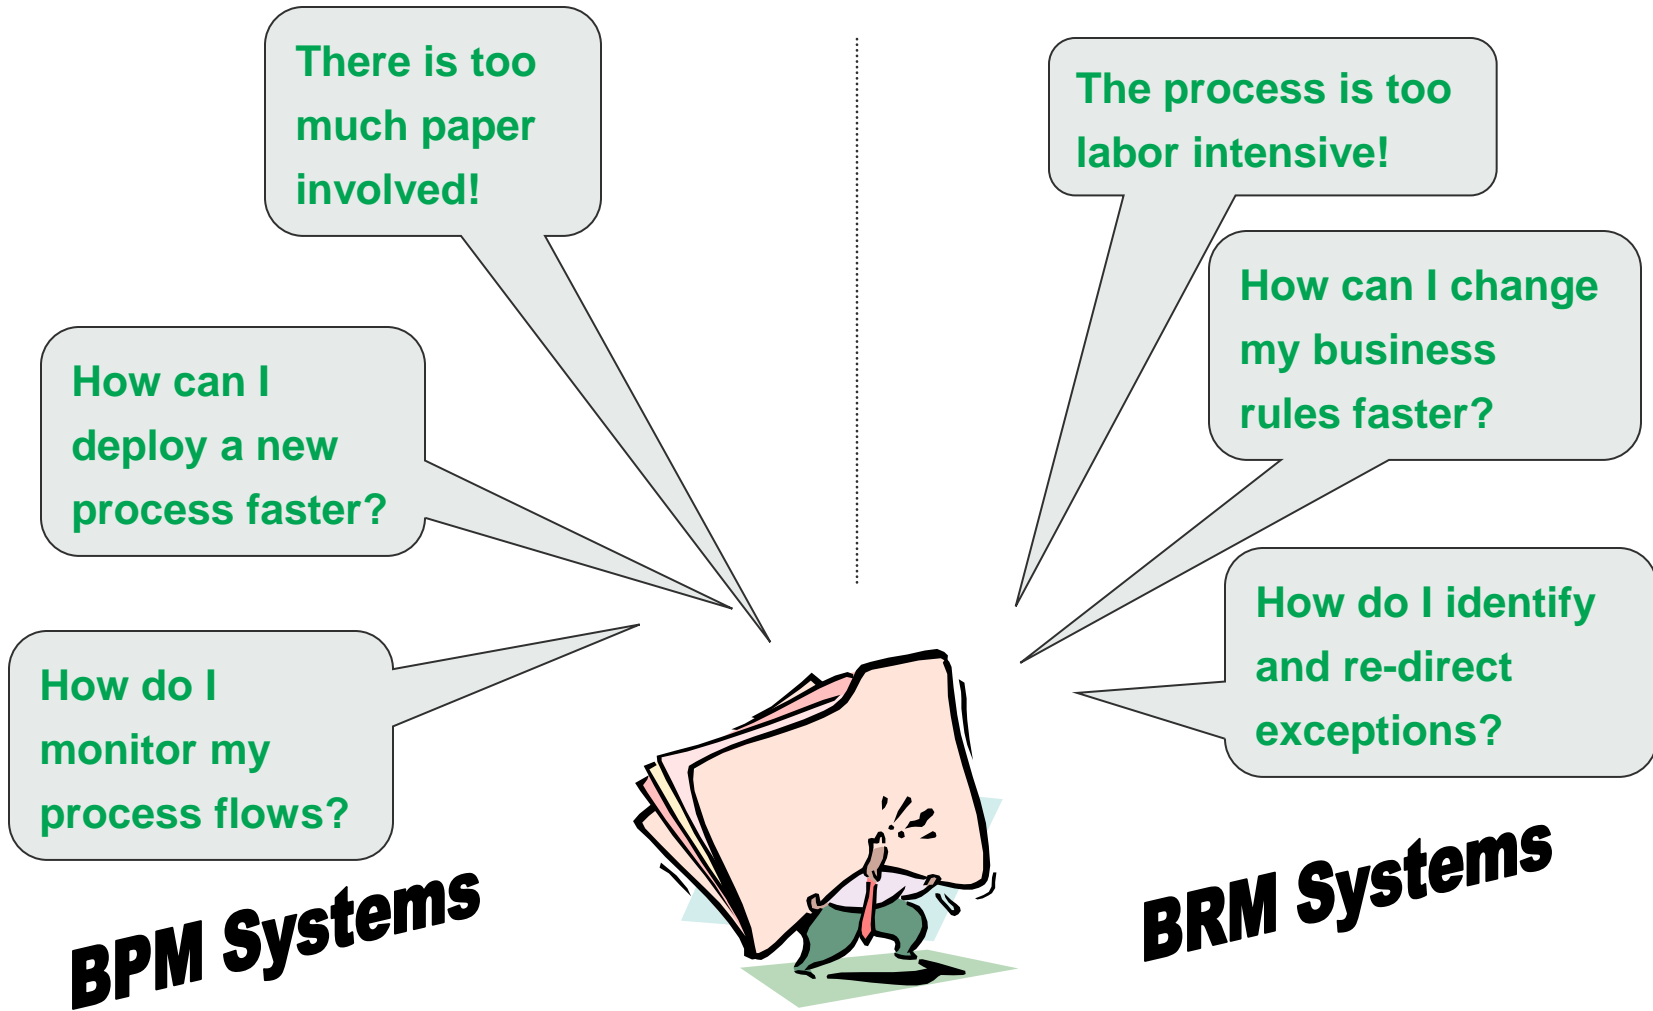 There is too
much paper
involved!
How can I
deploy a new
process faster?
How do I
monitor my
process flows?
BPM Systems
The process is too
labor intensive!
How can I change
my business
rules faster?
How do I identify
and re-direct
exceptions?
BRM Systems